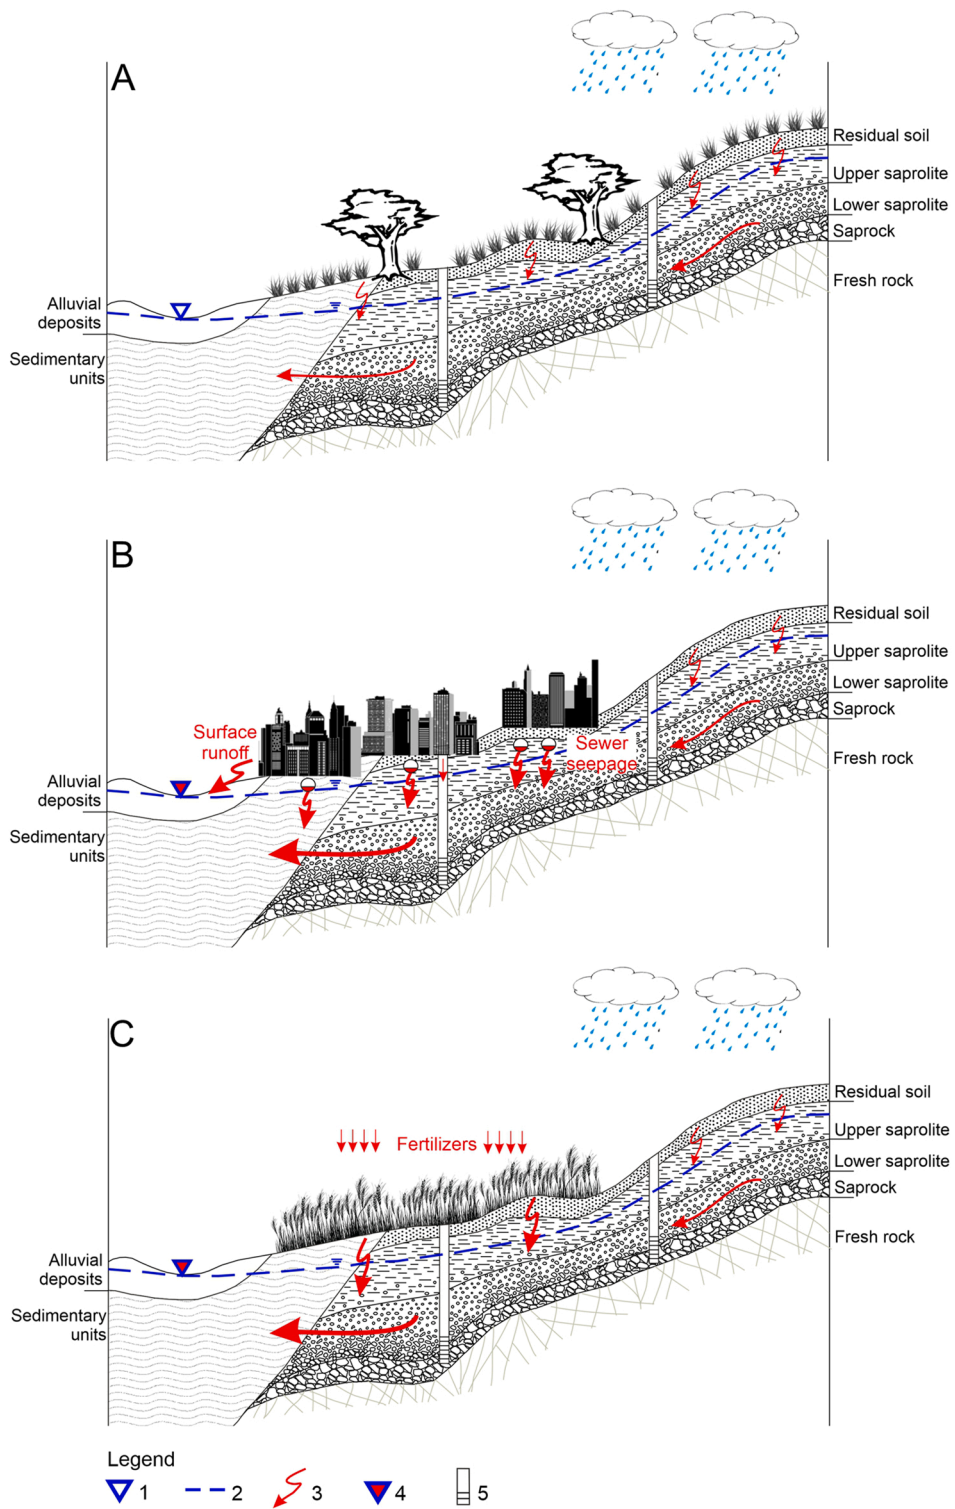 A
Residual soil
Upper saprolite
Lower saprolite
Saprock
Fresh rock
Alluvial
deposits
Sedimentary
units
B
Residual soil
Upper saprolite
Lower saprolite
Saprock
Fresh rock
Surface
runoff
Sewer
seepage
Alluvial
deposits
Sedimentary
units
C
Residual soil
Upper saprolite
Lower saprolite
Saprock
Fresh rock
Fertilizers
Alluvial
deposits
Sedimentary
units
Legend
1 2 3 4 5